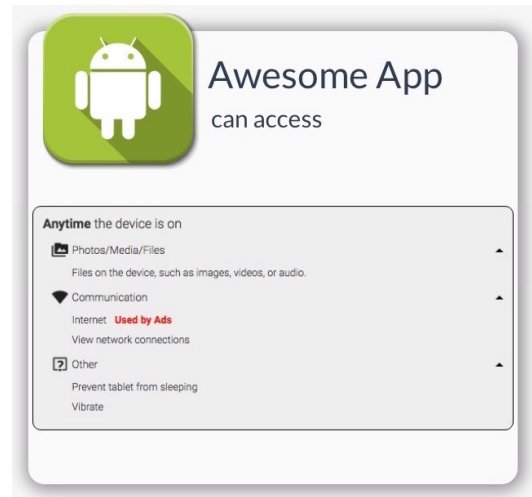 Awesome App
can access
Anytime the device is on
Photos/Media/Files
Files on the device, such as images, videos, or audio.
Communication
Internet Used by Ads
View network connections
Other
Prevent tablet from sleeping
Vibrate